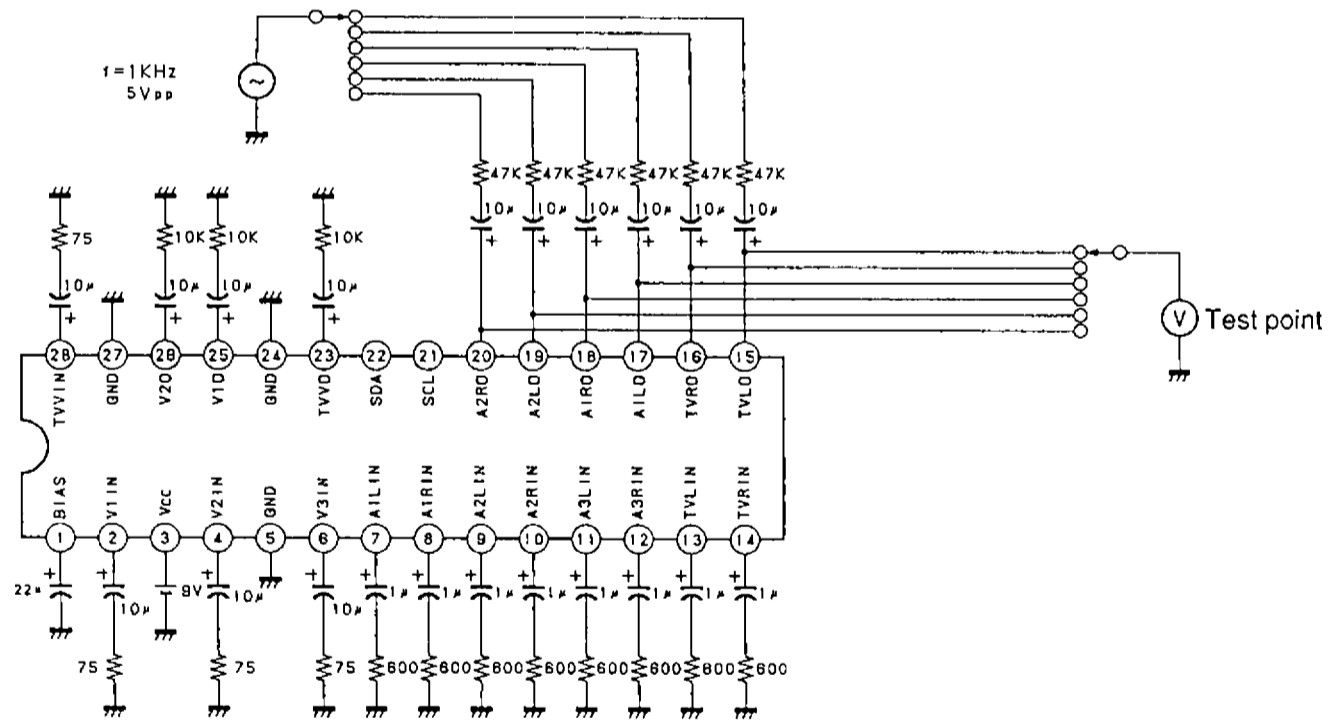 f=1KHz
5Vpp
47K 47K 47K 47K 47K 47K
75 10K 10K 10K
10μ 10μ 10μ 10μ 10μ 10μ
10μ 10μ 10μ 10μ
+ + + + + +
+ + + +
V Test point
28 27 28 25 24 23 22 21 20 19 18 17 16 15
TVVIN GND V2O V1O GND TVVO SDA SCL A2RO A2LO A1RO A1LO TVRO TVLO
BIAS V1IN VCC V2IN GND V3IN A1LIN A1RIN A2LIN A2RIN A3LIN A3RIN TVLIN TVRIN
1 2 3 4 5 6 7 8 9 10 11 12 13 14
+ + + + + + + + + + + +
22μ 10μ 9V 10μ 10μ 1μ 1μ 1μ 1μ 1μ 1μ 1μ 1μ
75 75 75 600 600 600 600 600 600 600 600